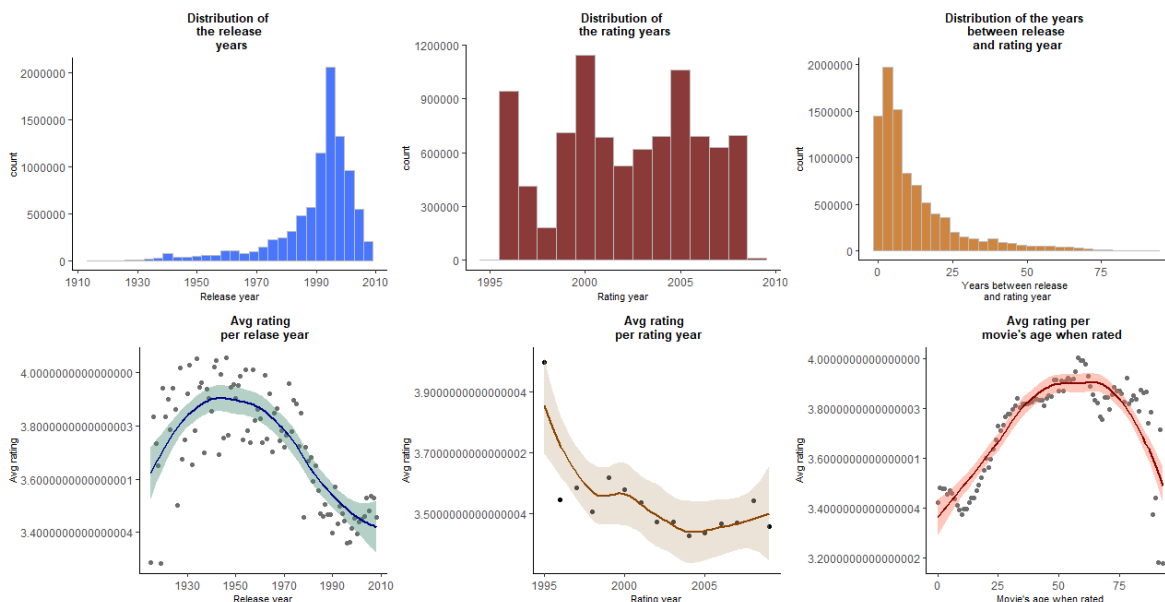 Distribution of
the release
years
2000000
1500000
1000000
500000
0
count
1910
1930
1950
1970
1990
2010
Release year
Distribution of
the rating years
1200000
900000
600000
300000
0
count
1995
2000
2005
2010
Rating year
Distribution of the years
between release
and rating year
2000000
1500000
1000000
500000
0
count
0
25
50
75
Years between release
and rating year
Avg rating
per relase year
4.0000000000000000
3.8000000000000003
3.6000000000000001
3.4000000000000004
Avg rating
1930
1950
1970
1990
2010
Release year
Avg rating
per rating year
3.9000000000000004
3.7000000000000002
3.5000000000000004
Avg rating
1995
2000
2005
Rating year
Avg rating per
movie's age when rated
4.0000000000000000
3.8000000000000003
3.6000000000000001
3.4000000000000004
3.2000000000000002
Avg rating
0
25
50
75
Movie's age when rated